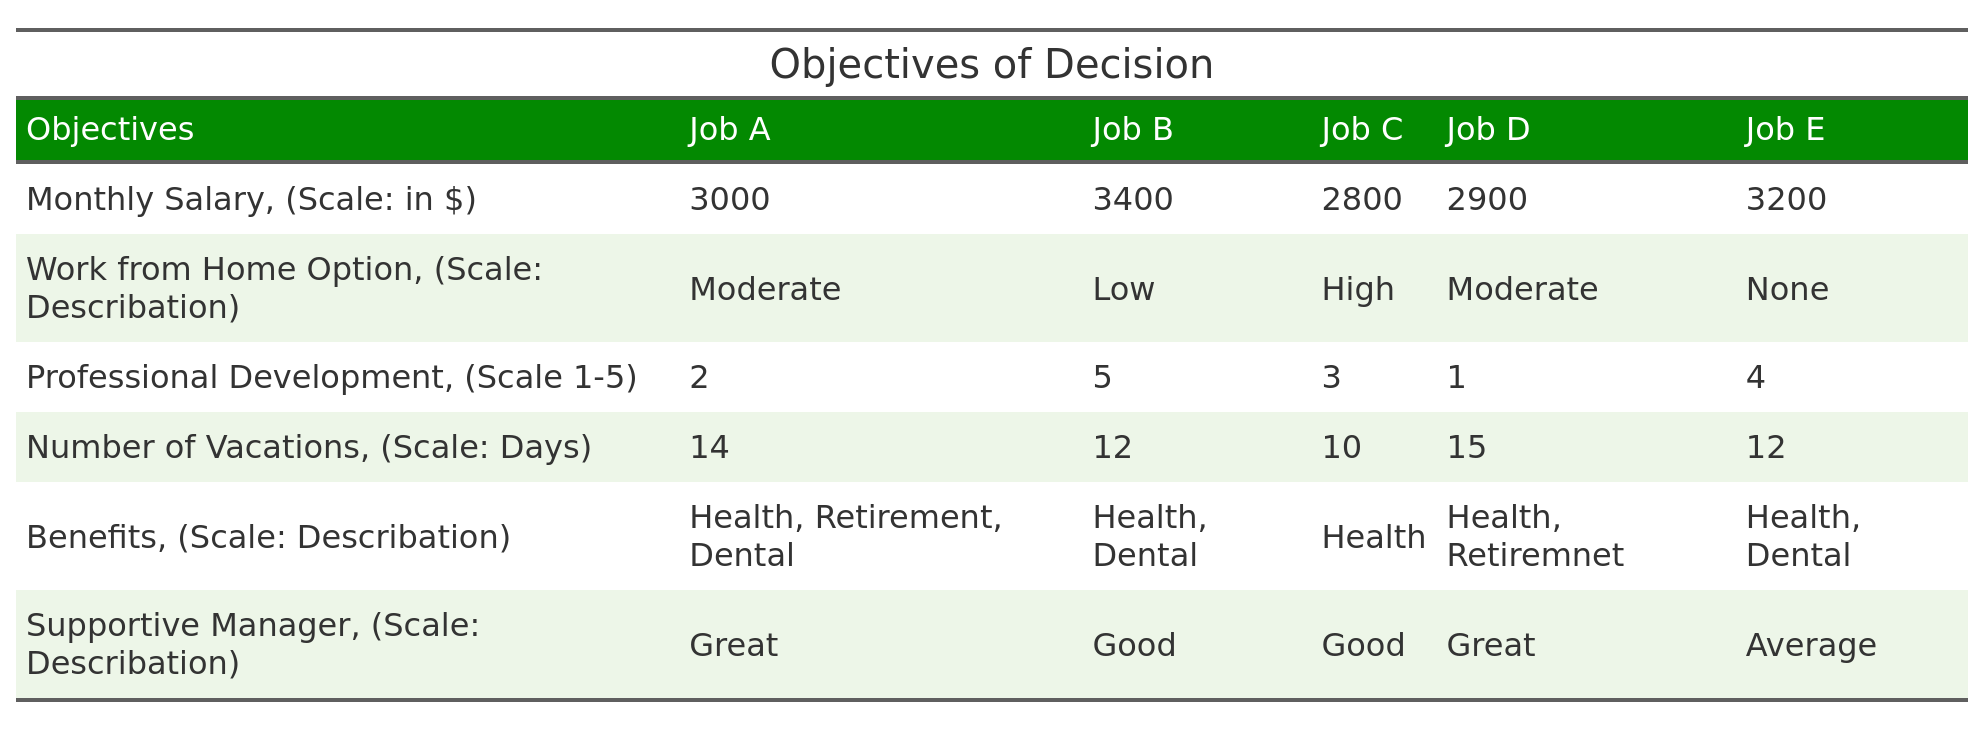 Objectives of Decision
Objectives Job A Job B Job C Job D Job E
Monthly Salary, (Scale: in $) 3000 3400 2800 2900 3200
Work from Home Option, (Scale:
Describation) Moderate Low High Moderate None
Professional Development, (Scale 1-5) 2 5 3 1 4
Number of Vacations, (Scale: Days) 14 12 10 15 12
Benefits, (Scale: Describation) Health, Retirement,
Dental Health,
Dental Health Health,
Retiremnet Health,
Dental
Supportive Manager, (Scale:
Describation) Great Good Good Great Average